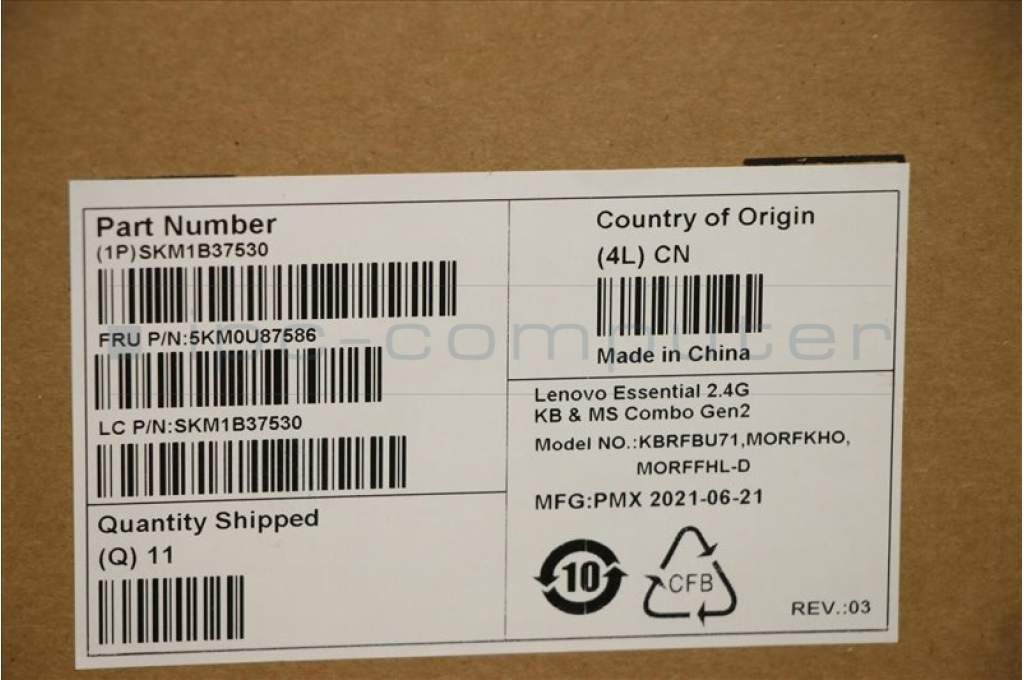 Part Number
(1P)SKM1B37530
FRU P/N:5KM0U87586
LC P/N:SKM1B37530
Quantity Shipped
(Q) 11
Country of Origin
(4L) CN
Made in China
Lenovo Essential 2.4G
KB & MS Combo Gen2
Model NO.:KBRFBU71,MORFKHO,
MORFFHL-D
MFG:PMX 2021-06-21
10
CFB
REV.:03
ipc-computer